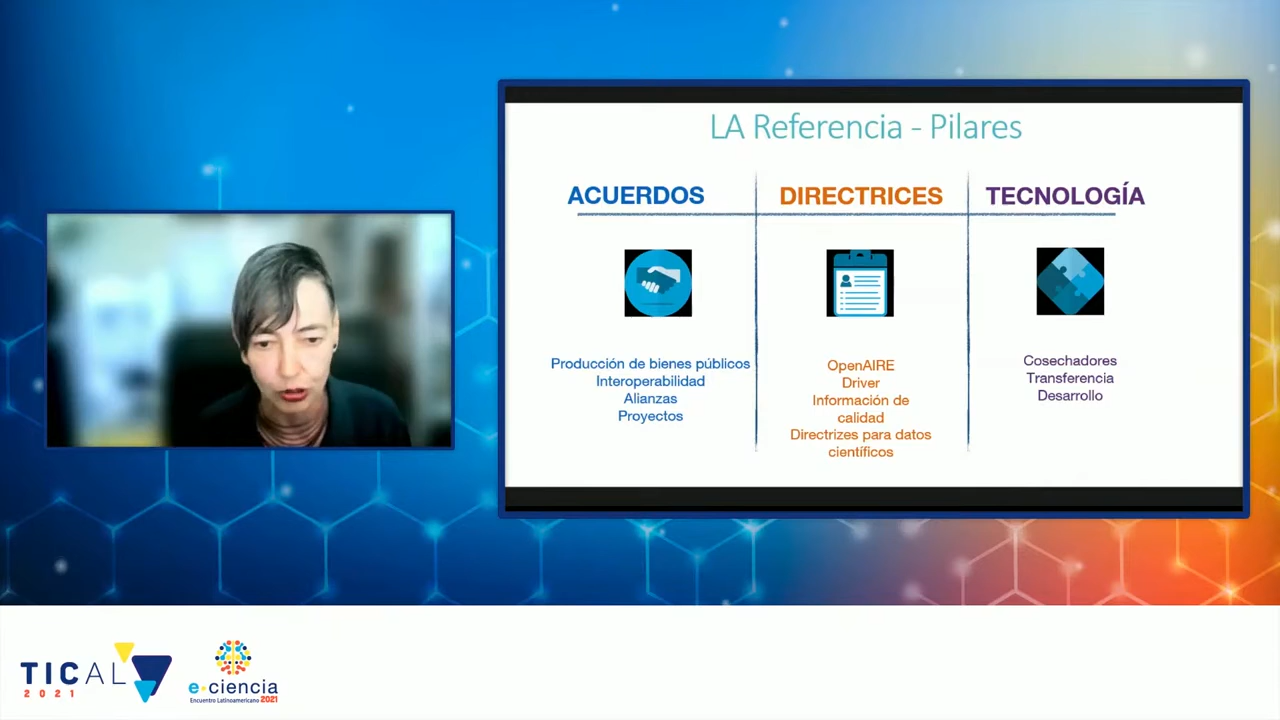 LA Referencia - Pilares
ACUERDOS
Producción de bienes públicos
Interoperabilidad
Alianzas
Proyectos
DIRECTRICES
OpenAIRE
Driver
Información de
calidad
Directrizes para datos
científicos
TECNOLOGÍA
Cosechadores
Transferencia
Desarrollo
TICAL
2021
e-ciencia
Encuentro Latinoamericano 2021